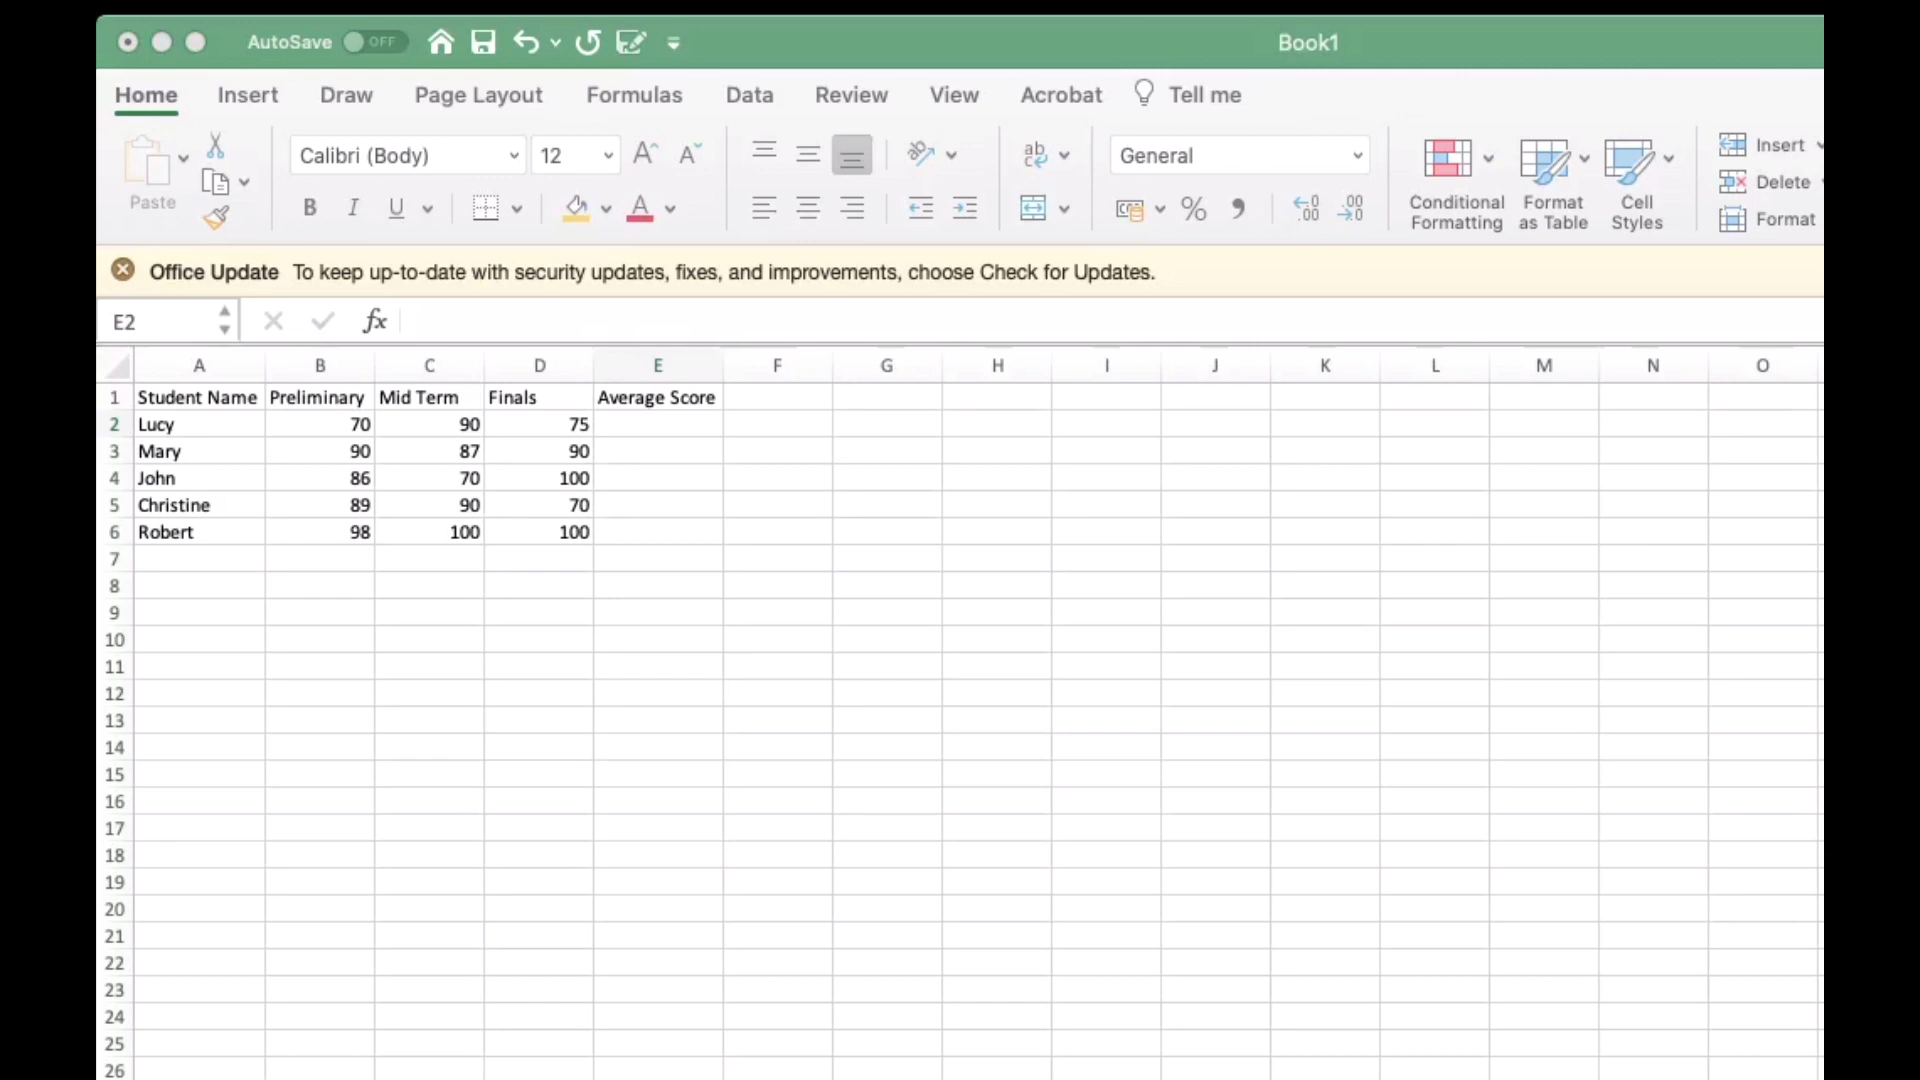 AutoSave OFF Book1
Home Insert Draw Page Layout Formulas Data Review View Acrobat Tell me
Paste Calibri (Body) 12 A A ab General Conditional Formatting Format as Table Cell Styles Insert
Delete
Format
B I U A % .00 .00
Office Update To keep up-to-date with security updates, fixes, and improvements, choose Check for Updates.
E2 fx
A B C D E F G H I J K L M N O
1 Student Name Preliminary Mid Term Finals Average Score
2 Lucy 70 90 75
3 Mary 90 87 90
4 John 86 70 100
5 Christine 89 90 70
6 Robert 98 100 100
7
8
9
10
11
12
13
14
15
16
17
18
19
20
21
22
23
24
25
26